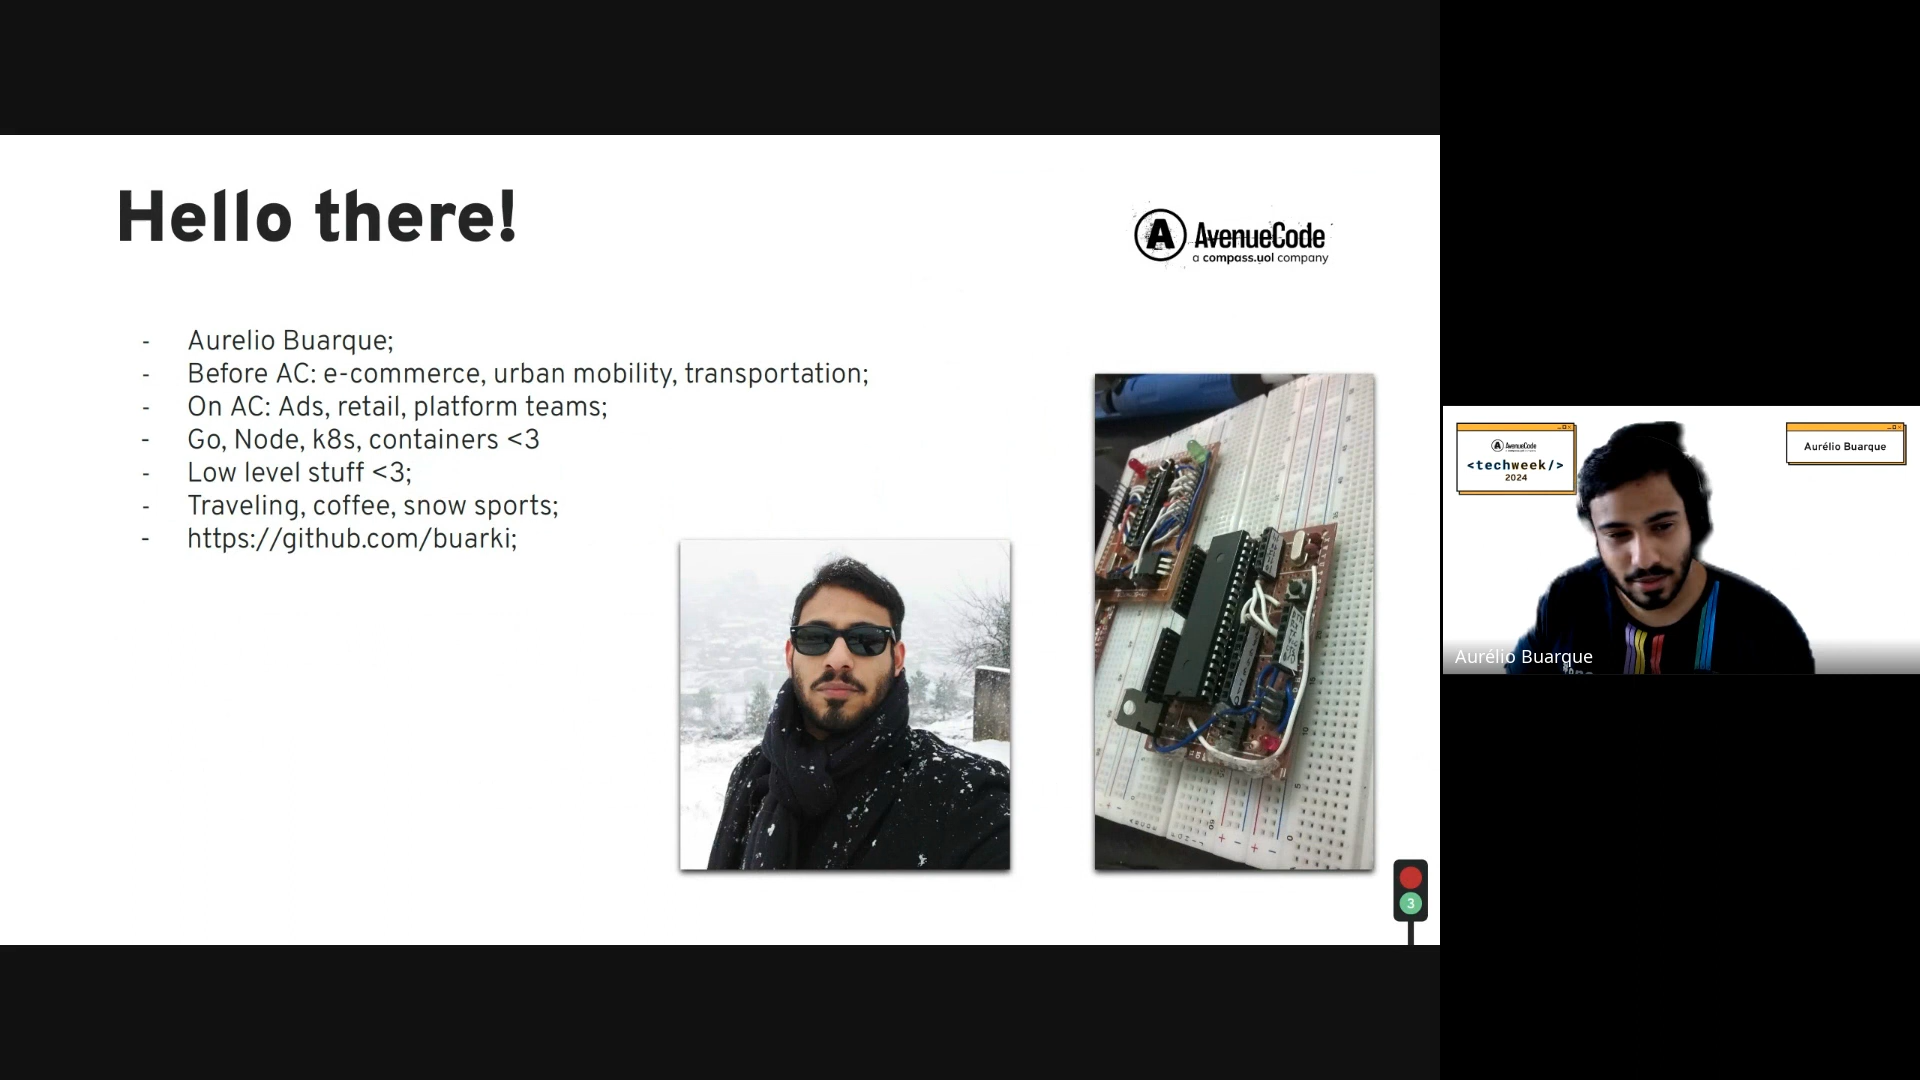 Hello there!
AvenueCode
a compass.uol company
- Aurelio Buarque;
- Before AC: e-commerce, urban mobility, transportation;
- On AC: Ads, retail, platform teams;
- Go, Node, k8s, containers <3
- Low level stuff <3;
- Traveling, coffee, snow sports;
- https://github.com/buarki;
3
AvenueCode
<techweek/>
2024
Aurélio Buarque
Aurélio Buarque